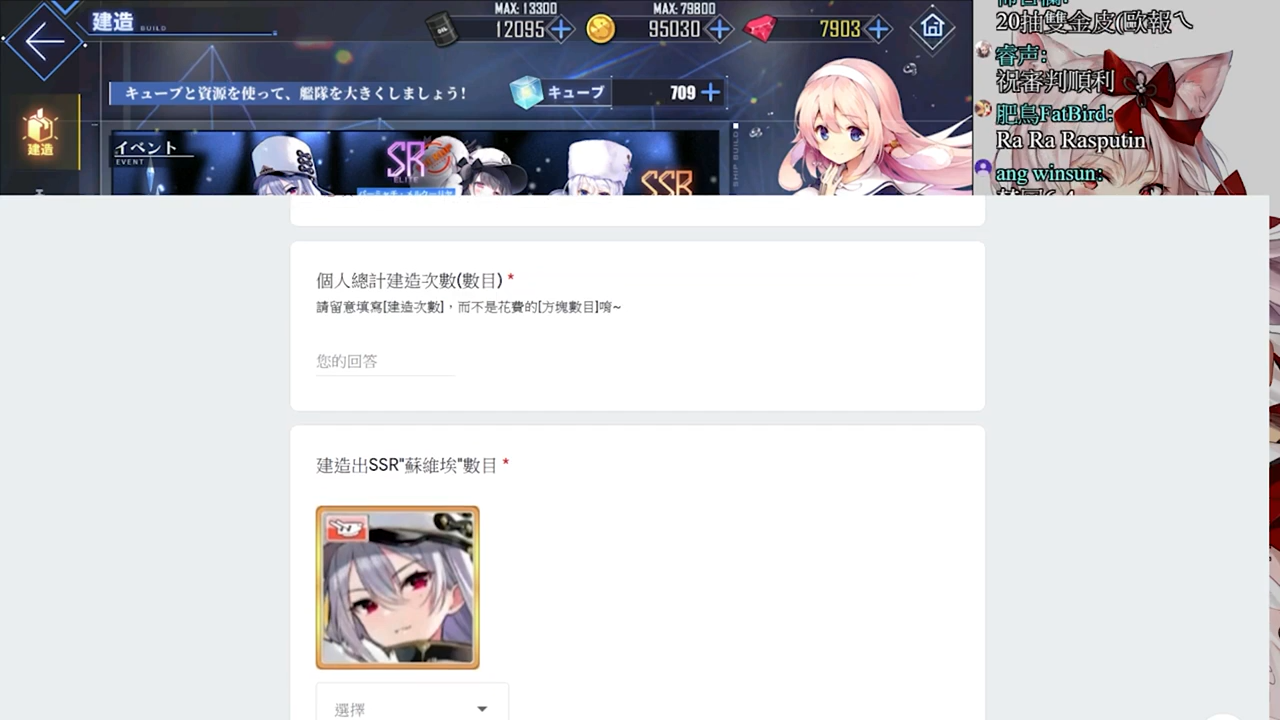 建造 BUILD
MAX: 13300
12095
MAX: 79800
95030
7903
キューブと資源を使って、艦隊を大きくしましょう!
キューブ
709
建造
イベント
EVENT
SR
ELITE
SSR
SHIP BUILD
20抽雙金皮(歐報ㄟ
睿声:
祝審判順利
肥鳥FatBird:
Ra Ra Rasputin
ang winsun:
個人總計建造次數(數目) *
請留意填寫[建造次數],而不是花費的[方塊數目]唷~
您的回答
建造出SSR"蘇維埃"數目 *
選擇